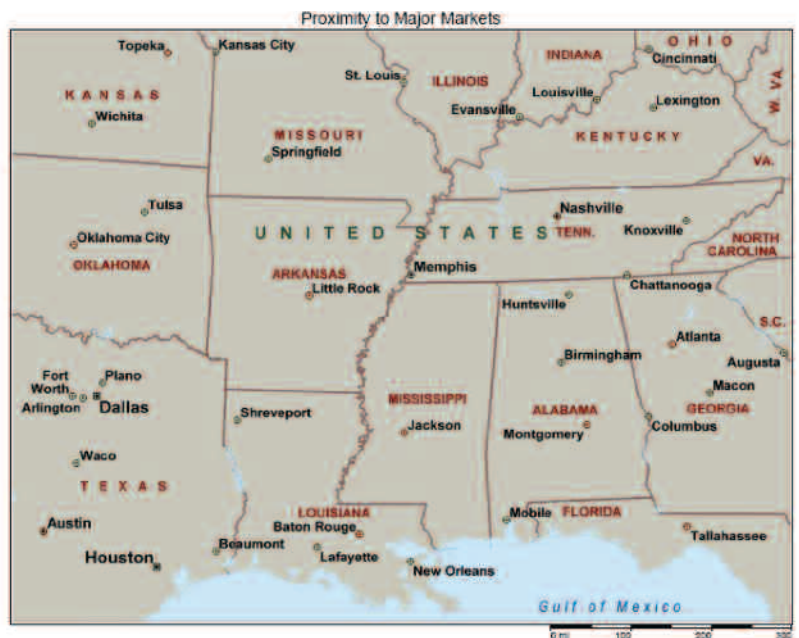 Proximity to Major Markets
Topeka
Kansas City
St. Louis
ILLINOIS
INDIANA
OHIO
Cincinnati
W. VA.
KANSAS
Wichita
Evansville
Louisville
Lexington
MISSOURI
Springfield
KENTUCKY
VA.
Tulsa
Oklahoma City
OKLAHOMA
UNITED STATES
Nashville
TENN.
Knoxville
NORTH
CAROLINA
ARKANSAS
Little Rock
Memphis
Chattanooga
Huntsville
S.C.
Atlanta
Birmingham
Augusta
Fort
Worth
Plano
Arlington
Dallas
Shreveport
MISSISSIPPI
Jackson
ALABAMA
Montgomery
Macon
GEORGIA
Columbus
Waco
TEXAS
Austin
Houston
Beaumont
LOUISIANA
Baton Rouge
Lafayette
New Orleans
Mobile
FLORIDA
Tallahassee
Gulf of Mexico
0 mi 100 200 300